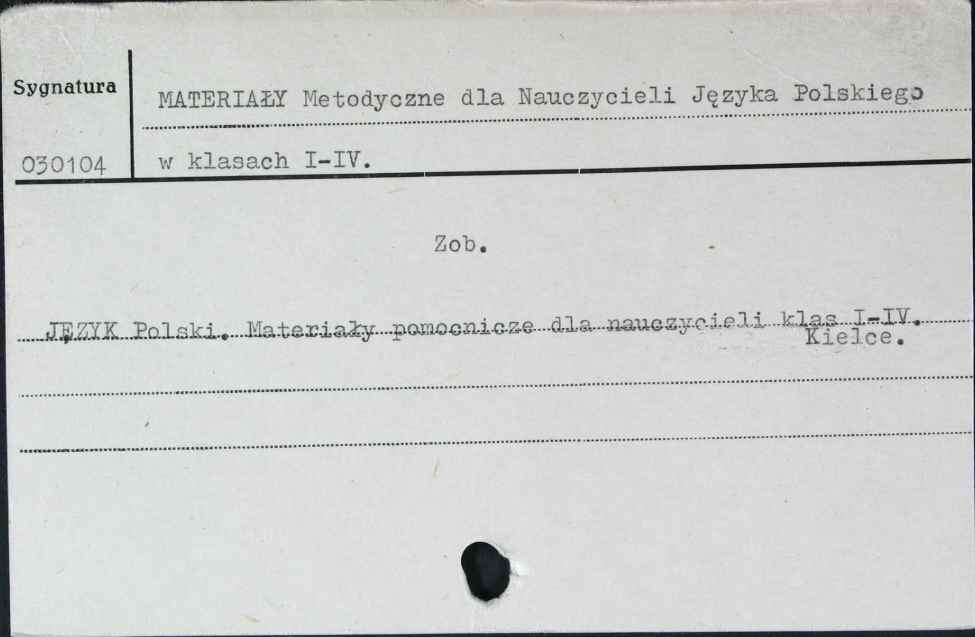 Sygnatura
MATERIAŁY Metodyczne dla Nauczycieli Języka Polskiego
030104
w klasach I-IV.
Zob.
JĘZYK Polski. Materiały pomocnicze dla nauczycieli klas I-IV.
Kielce.